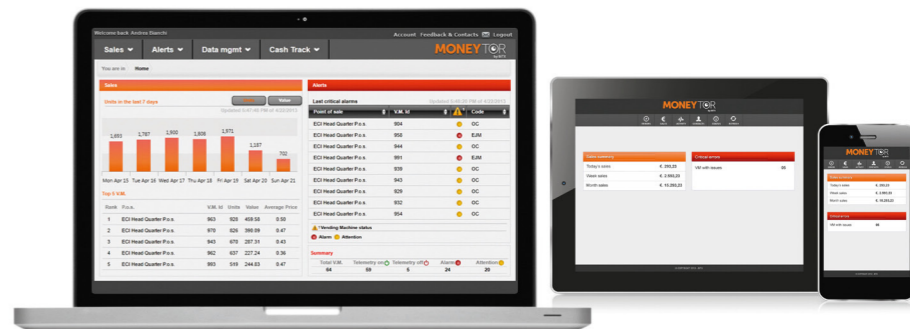 Welcome back Andrea Bianchi
Account Feedback & Contacts Logout
Sales Alerts Data mgmt Cash Track
MONEYTOR
You are in Home
Sales
Units in the last 7 days
Value
1,693 1,767 1,930 1,808 1,971 1,187 702
Mon Apr 15 Tue Apr 16 Wed Apr 17 Thu Apr 18 Fri Apr 19 Sat Apr 20 Sun Apr 21
Top 5 V.M.
Rank P.o.s. V.M. Id Units Value Average Price
1 ECI Head Quarter P.o.s. 963 920 459.58 0.50
2 ECI Head Quarter P.o.s. 970 826 390.09 0.47
3 ECI Head Quarter P.o.s. 943 670 287.31 0.43
4 ECI Head Quarter P.o.s. 962 637 227.24 0.36
5 ECI Head Quarter P.o.s. 993 519 244.83 0.47
Alerts
Last critical alarms
Point of sale V.M. Id Code
ECI Head Quarter P.o.s. 904 OC
ECI Head Quarter P.o.s. 950 EJM
ECI Head Quarter P.o.s. 944 OC
ECI Head Quarter P.o.s. 991 EJM
ECI Head Quarter P.o.s. 939 OC
ECI Head Quarter P.o.s. 943 OC
ECI Head Quarter P.o.s. 929 OC
ECI Head Quarter P.o.s. 932 OC
ECI Head Quarter P.o.s. 954 OC
Vending Machine status
Alarm Attention
Summary
Total V.M. Telemetry on Telemetry off Alarm Attention
64 59 5 24 20
MONEYTOR
Sales summary
Today's sales
Week sales
Month sales
Critical errors
VM with issues
MONEYTOR
Today's sales
Week sales
Month sales
VM with issues